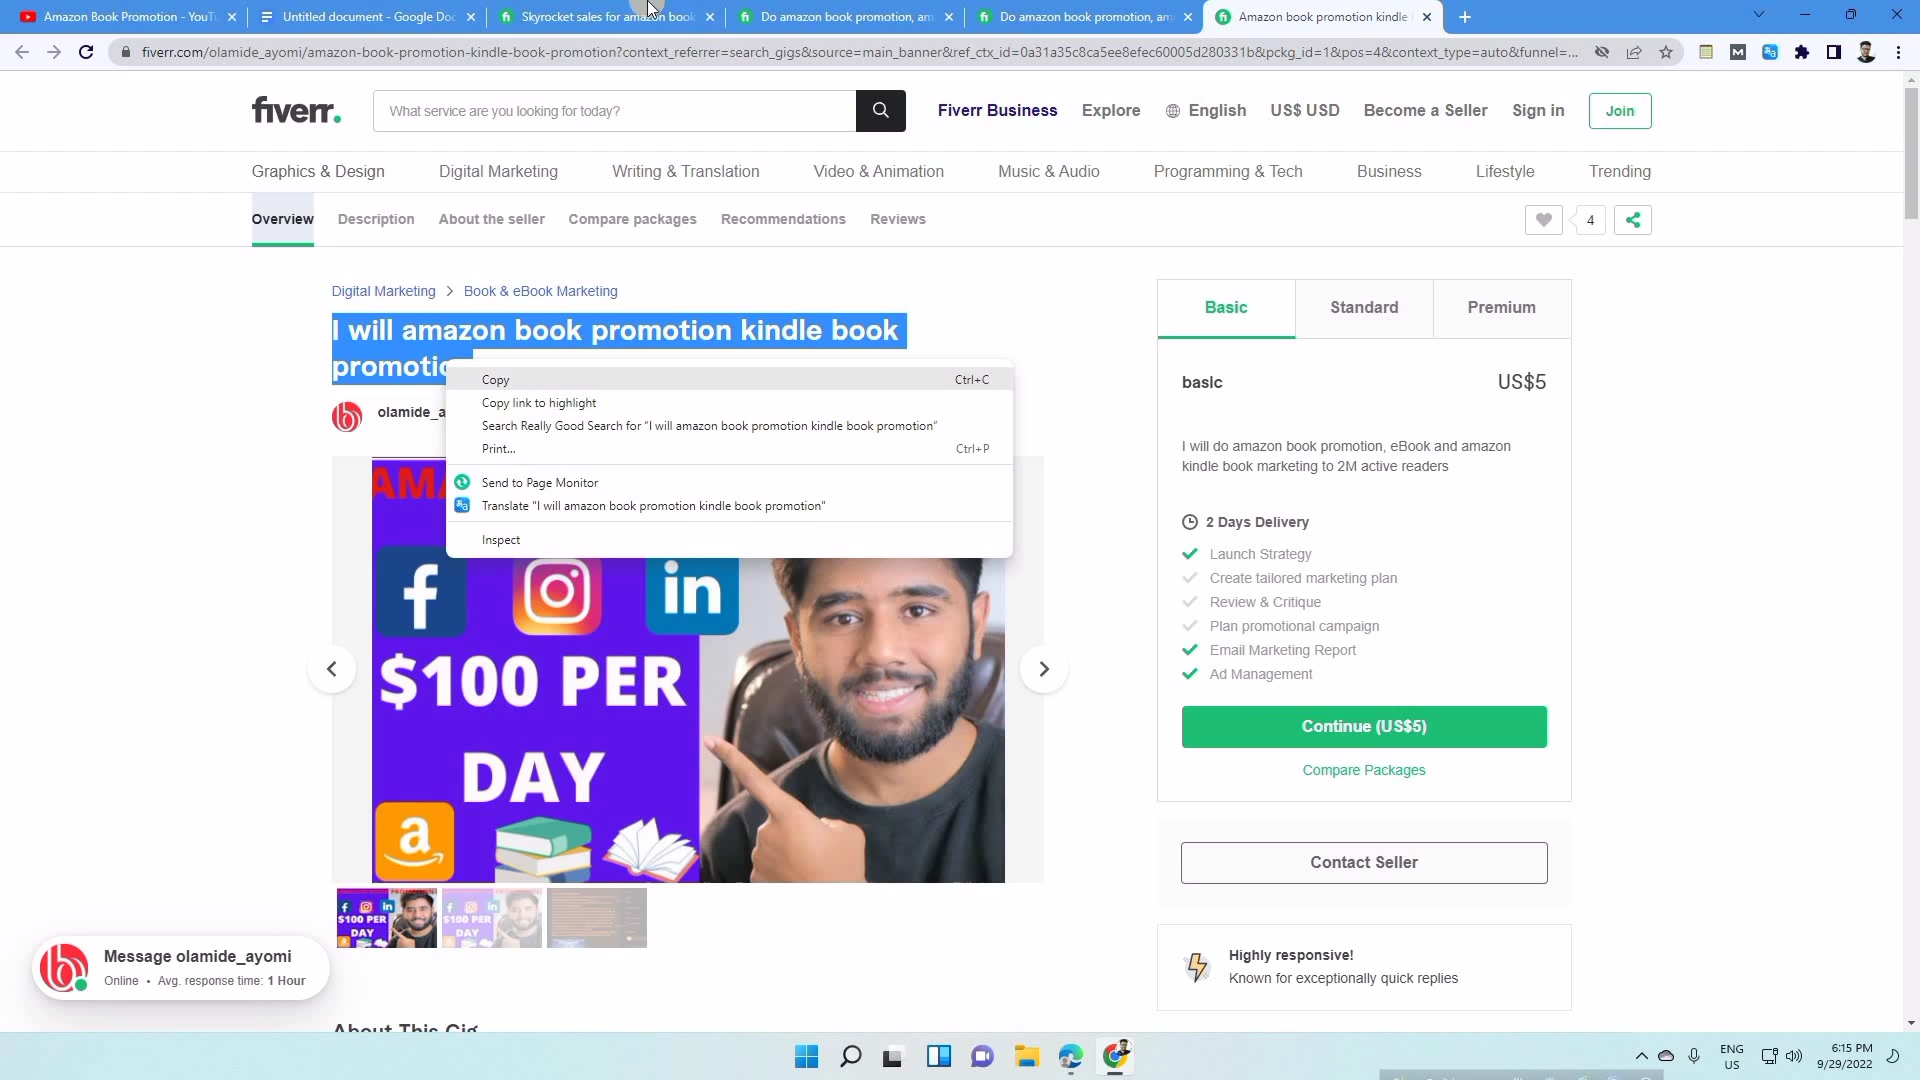 Amazon Book Promotion - YouTu
Untitled document - Google Doc
Skyrocket sales for amazon book
Do amazon book promotion, am
Do amazon book promotion, am
Amazon book promotion kindle
fiverr.com/olamide_ayomi/amazon-book-promotion-kindle-book-promotion?context_referrer=search_gigs&source=main_banner&ref_ctx_id=0a31a35c8ca5ee8efec60005d280331b&pckg_id=1&pos=4&context_type=auto&funnel=...
fiverr.
What service are you looking for today?
Fiverr Business
Explore
English
US$ USD
Become a Seller
Sign in
Join
Graphics & Design
Digital Marketing
Writing & Translation
Video & Animation
Music & Audio
Programming & Tech
Business
Lifestyle
Trending
Overview
Description
About the seller
Compare packages
Recommendations
Reviews
4
Digital Marketing > Book & eBook Marketing
I will amazon book promotion kindle book
promotio
olamide_a
Copy Ctrl+C
Copy link to highlight
Search Really Good Search for “I will amazon book promotion kindle book promotion”
Print... Ctrl+P
Send to Page Monitor
Translate "I will amazon book promotion kindle book promotion"
Inspect
AMA
$100 PER
DAY
$100 PER
DAY
Basic
Standard
Premium
basic US$5
I will do amazon book promotion, eBook and amazon
kindle book marketing to 2M active readers
2 Days Delivery
Launch Strategy
Create tailored marketing plan
Review & Critique
Plan promotional campaign
Email Marketing Report
Ad Management
Continue (US$5)
Compare Packages
Contact Seller
Highly responsive!
Known for exceptionally quick replies
Message olamide_ayomi
Online • Avg. response time: 1 Hour
About This Gig
ENG
US
6:15 PM
9/29/2022